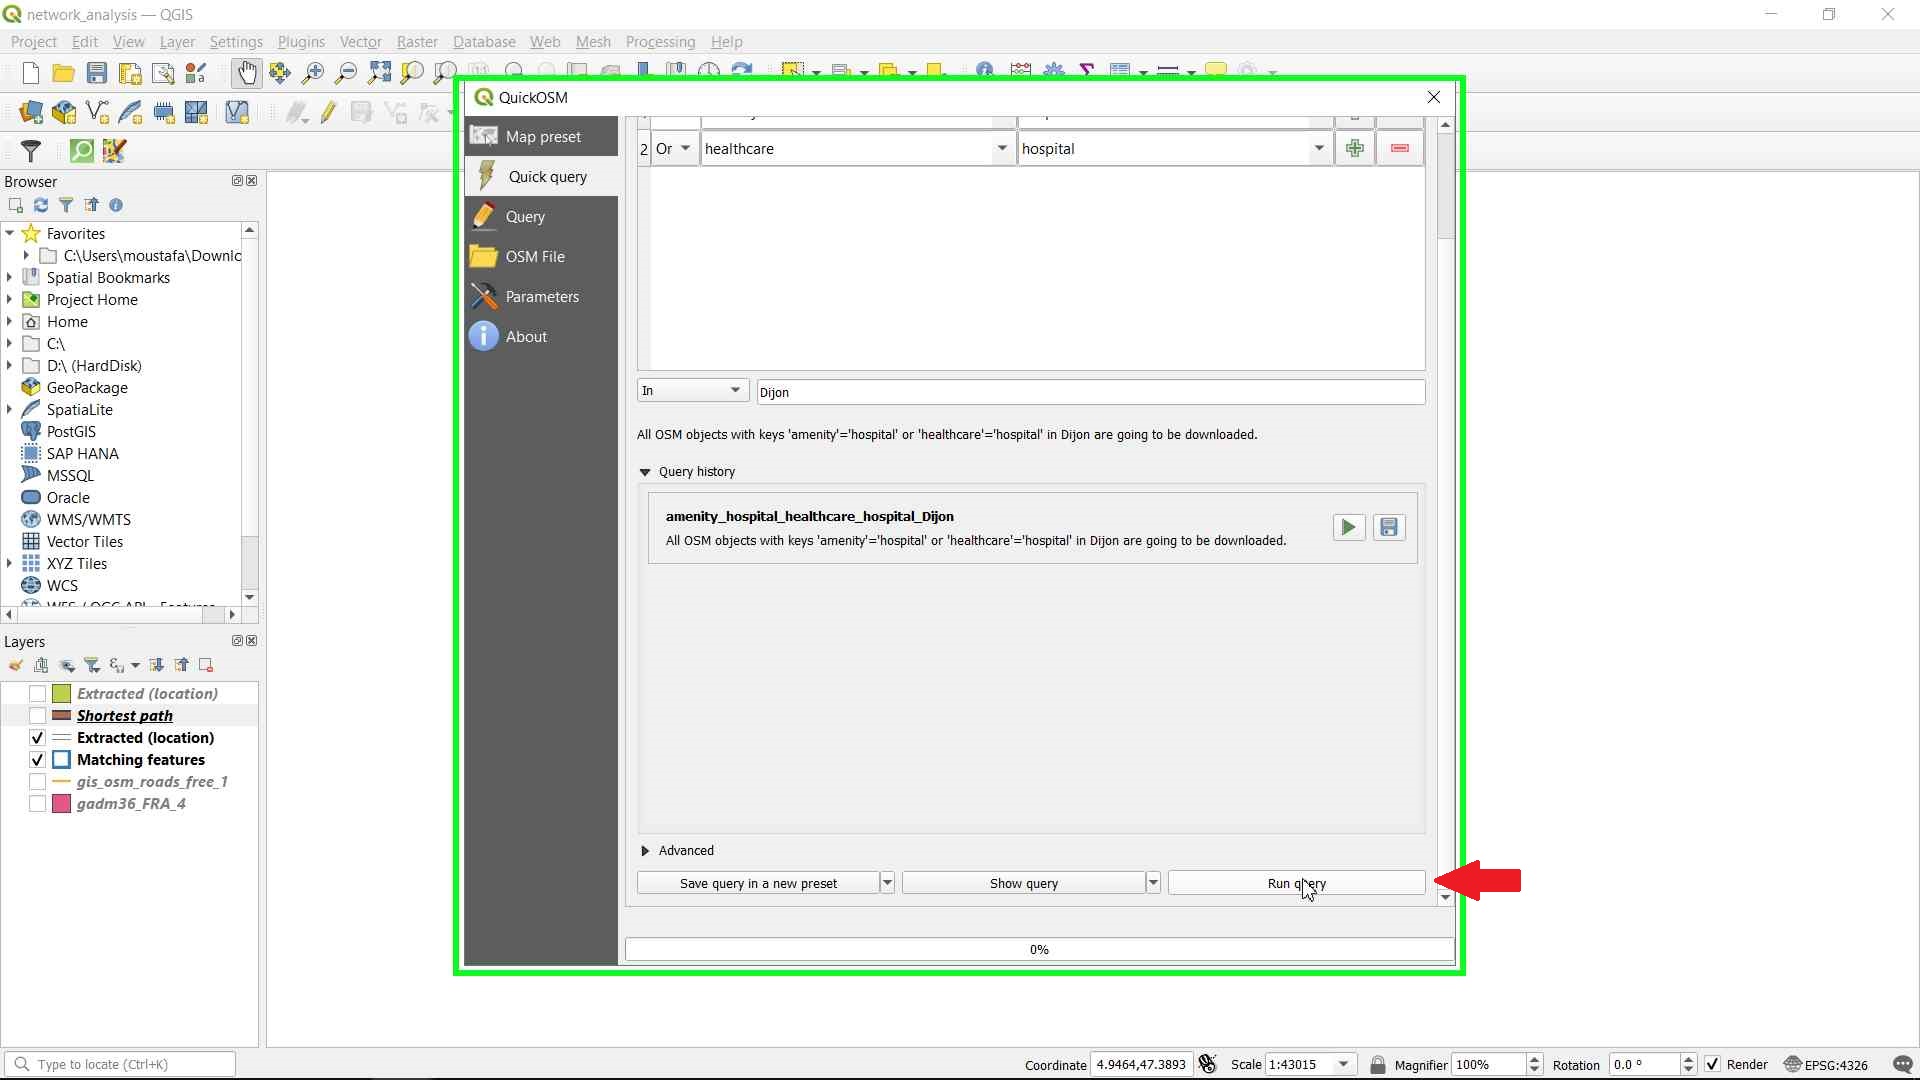 network_analysis — QGIS
Project Edit View Layer Settings Plugins Vector Raster Database Web Mesh Processing Help
QuickOSM
Map preset
Quick query
Query
OSM File
Parameters
About
2 Or healthcare hospital
In Dijon
All OSM objects with keys 'amenity'='hospital' or 'healthcare'='hospital' in Dijon are going to be downloaded.
Query history
amenity_hospital_healthcare_hospital_Dijon
All OSM objects with keys 'amenity'='hospital' or 'healthcare'='hospital' in Dijon are going to be downloaded.
Advanced
Save query in a new preset Show query Run query
0%
Browser
Favorites
C:\Users\moustafa\Downlc
Spatial Bookmarks
Project Home
Home
C:\
D:\ (HardDisk)
GeoPackage
SpatiaLite
PostGIS
SAP HANA
MSSQL
Oracle
WMS/WMTS
Vector Tiles
XYZ Tiles
WCS
Layers
Extracted (location)
Shortest path
Extracted (location)
Matching features
gis_osm_roads_free_1
gadm36_FRA_4
Type to locate (Ctrl+K) Coordinate 4.9464,47.3893 Scale 1:43015 Magnifier 100% Rotation 0.0 ° Render EPSG:4326